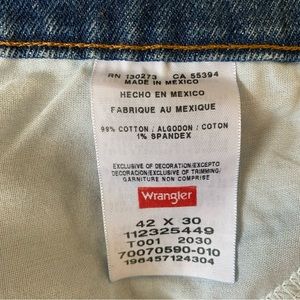 RN 130273 CA 55394
MADE IN MEXICO
HECHO EN MEXICO
FABRIQUE AU MEXIQUE
99% COTTON / ALGODON / COTON
1% SPANDEX
EXCLUSIVE OF DECORATION/EXCEPTO
DECORACION/EXCLUSIVE OF TRIMMING/
GARNITURE NON COMPRISE
Wrangler
42 X 30
112325449
T001 2030
70070590-010
196457124304